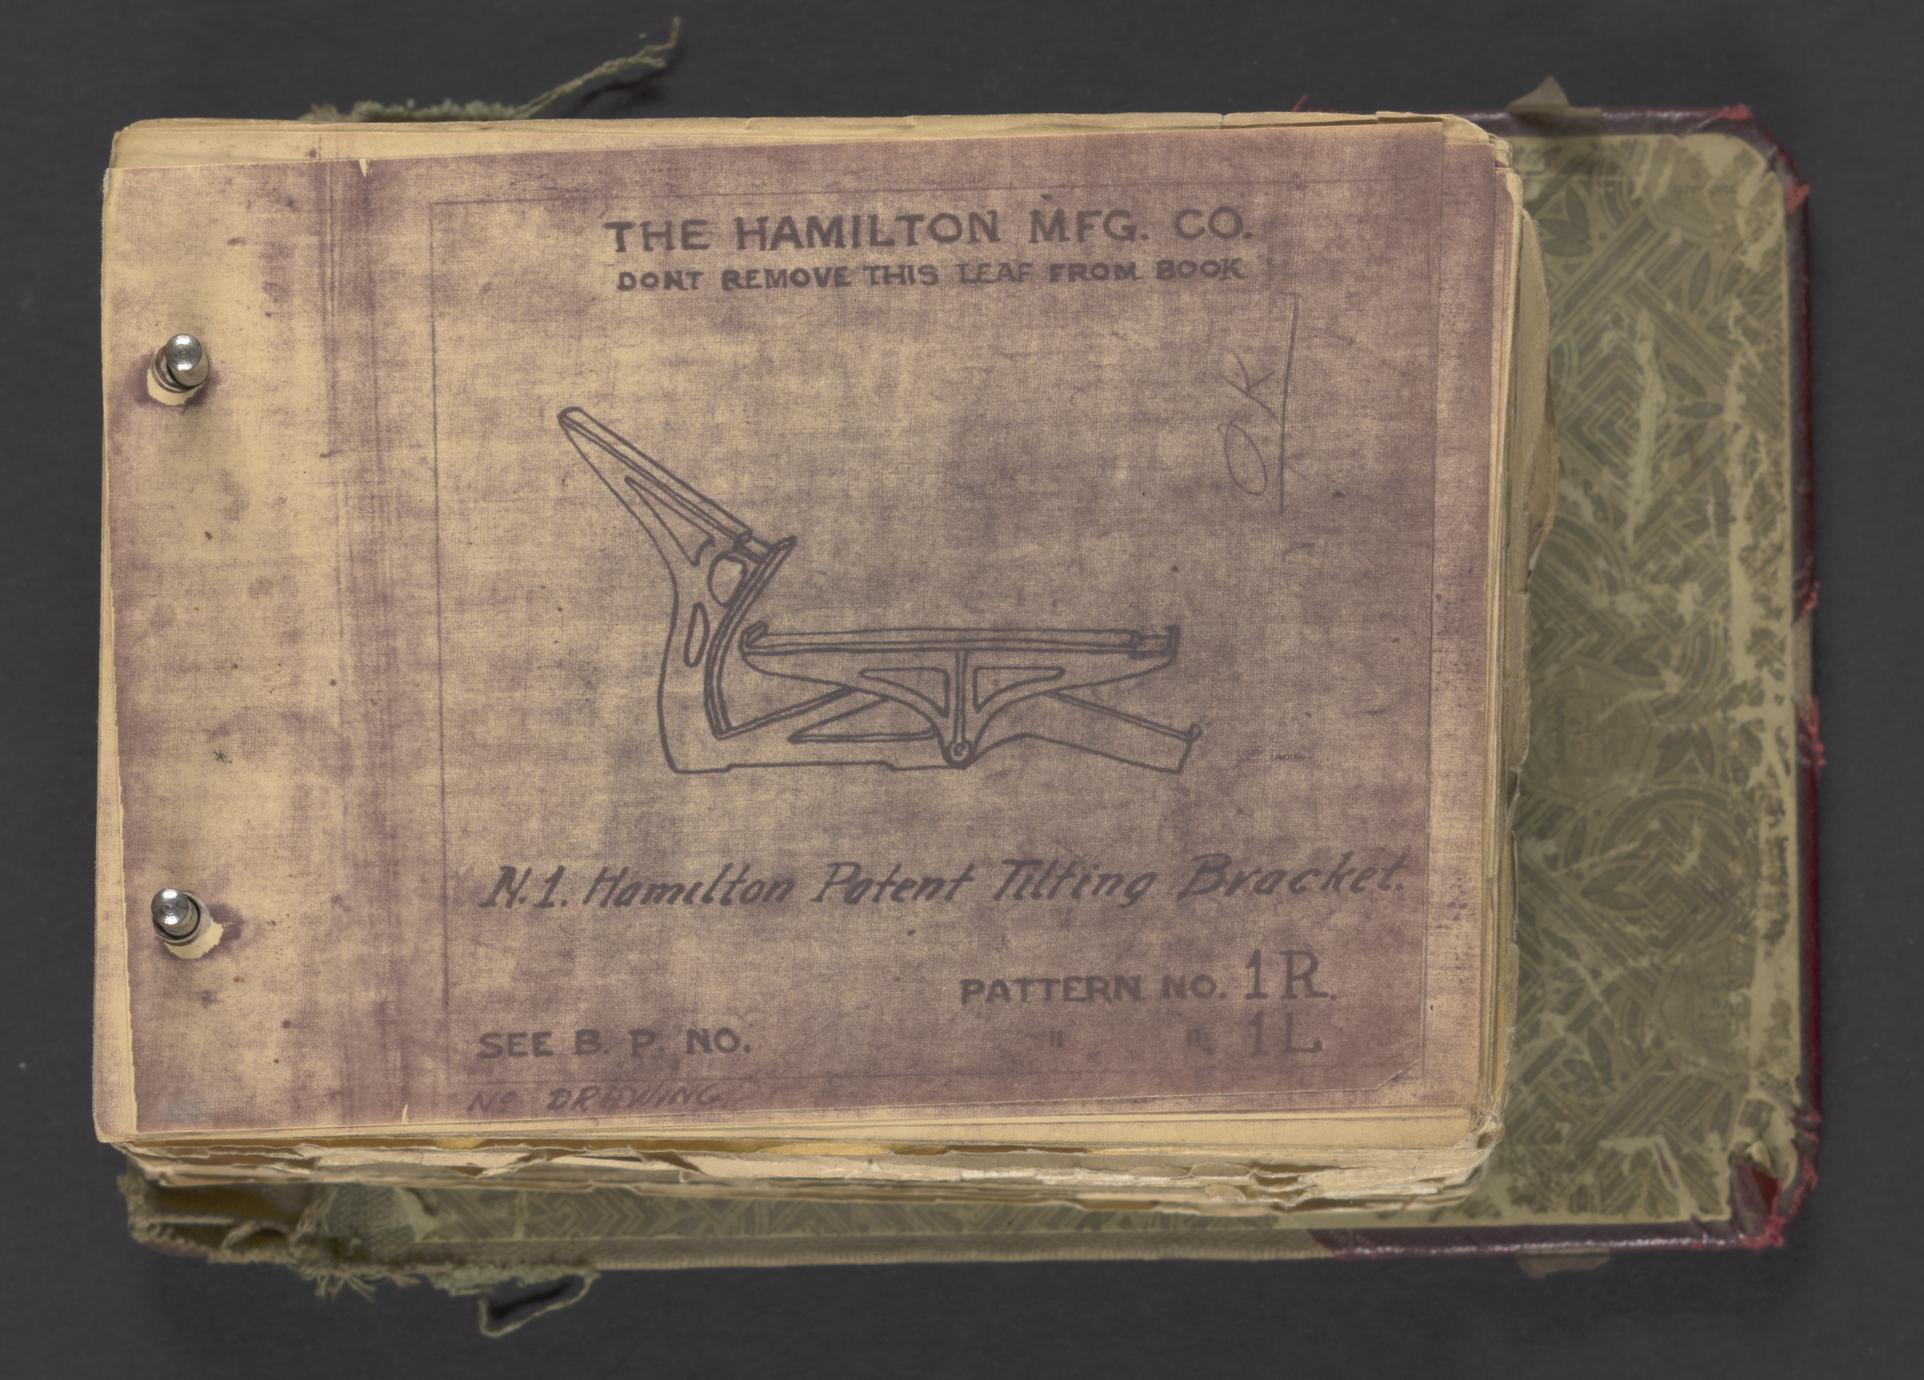 THE HAMILTON MFG. CO.
DONT REMOVE THIS LEAF FROM BOOK
OK
N.1. Hamilton Patent Tilting Bracket.
PATTERN NO. 1R.
SEE B. P. NO. " " 1L
NO DRAWING.